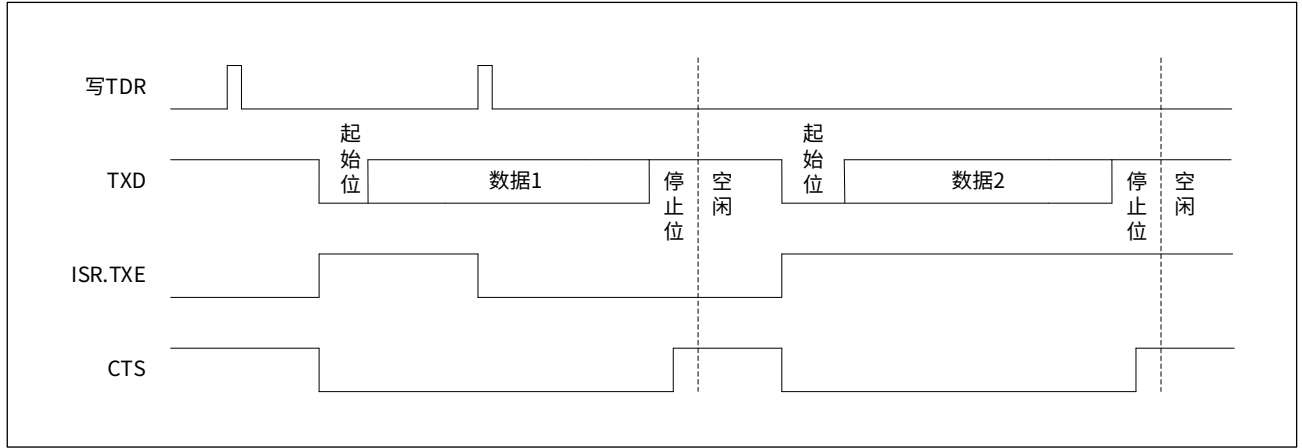 写TDR
TXD
起始位
数据1
停止位
空闲
起始位
数据2
停止位
空闲
ISR.TXE
CTS